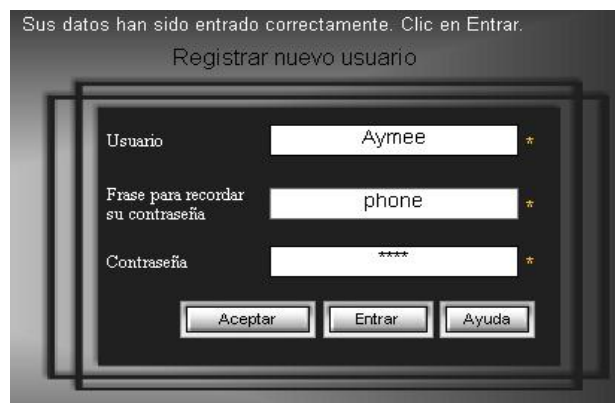 Sus datos han sido entrado correctamente. Clic en Entrar.
Registrar nuevo usuario
Usuario
Aymee
*
Frase para recordar
su contraseña
phone
*
Contraseña
****
*
Aceptar
Entrar
Ayuda